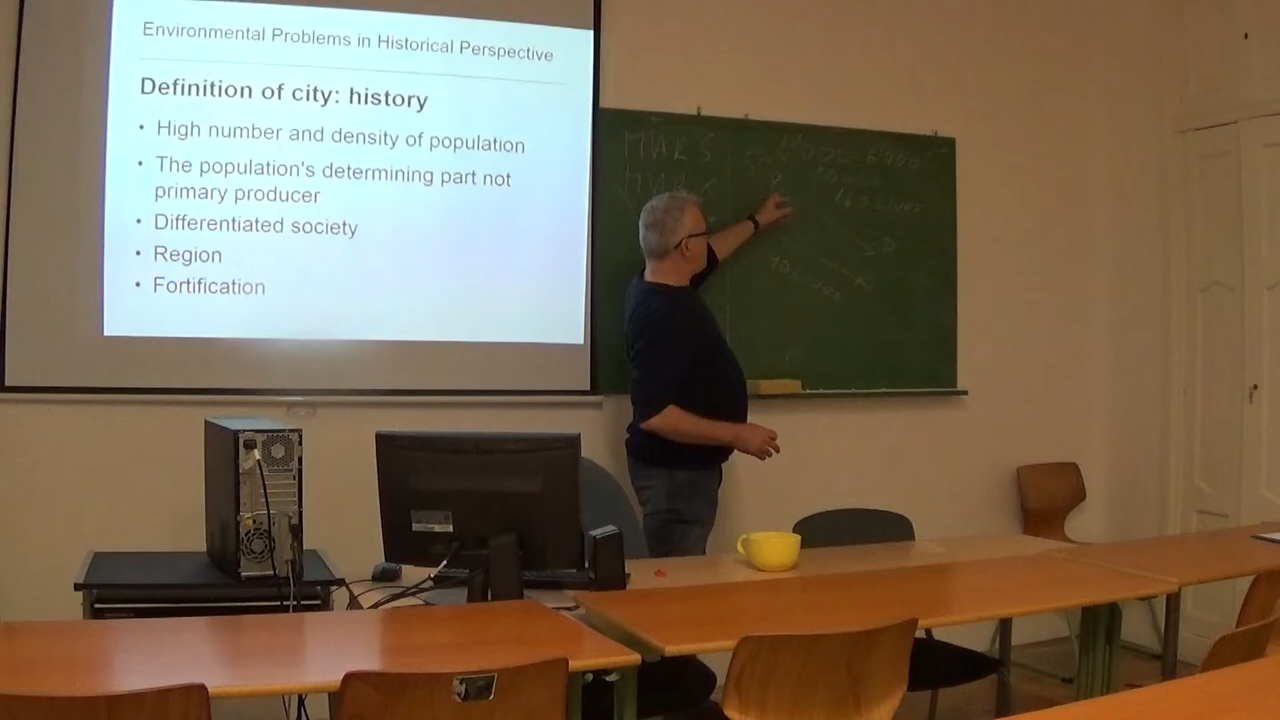 Environmental Problems in Historical Perspective
Definition of city: history
• High number and density of population
• The population's determining part not
primary producer
• Differentiated society
• Region
• Fortification
MARS